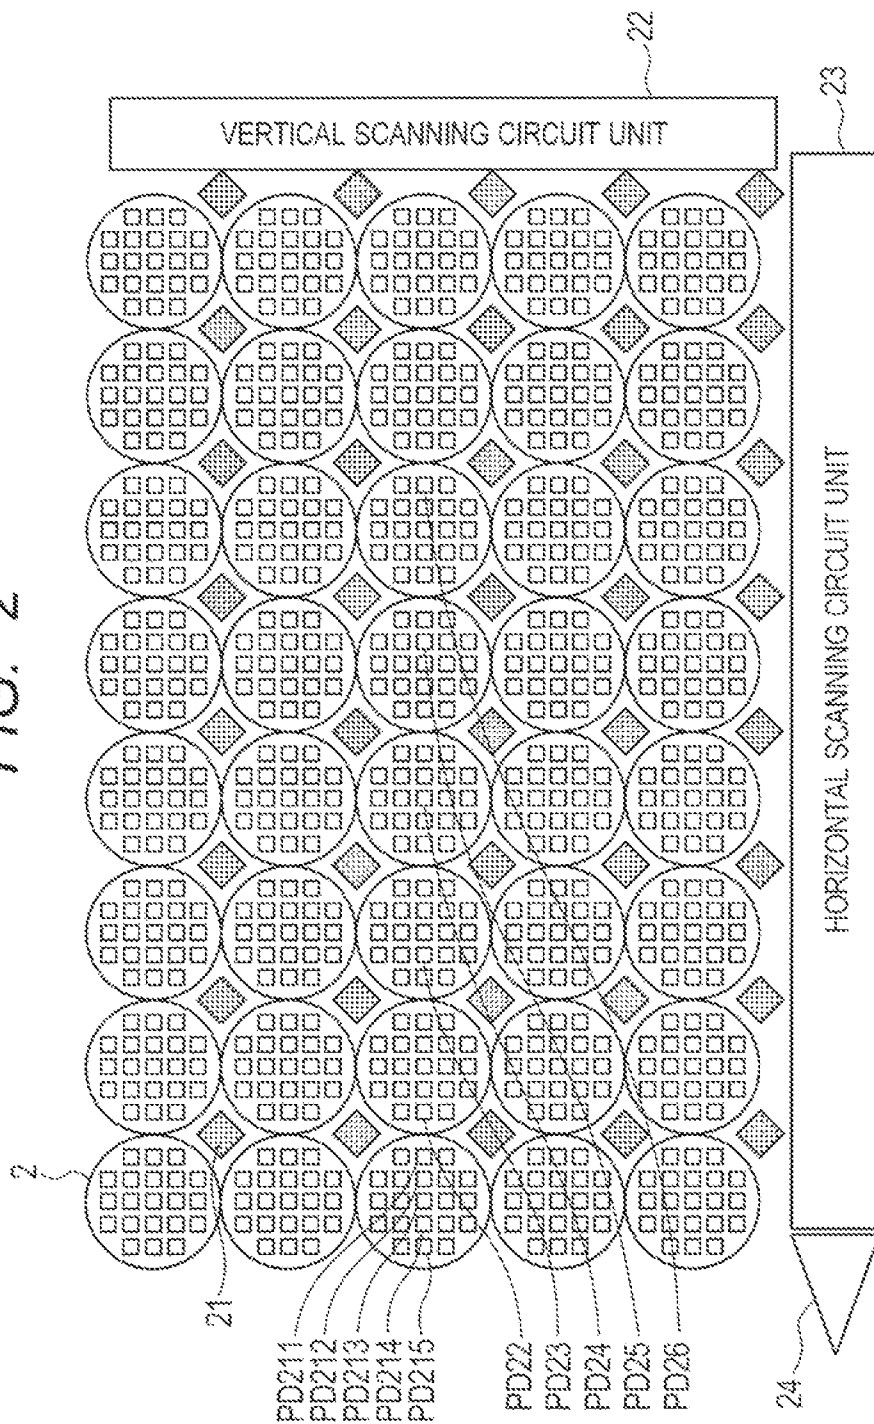 FIG. 2
2
21
22
VERTICAL SCANNING CIRCUIT UNIT
23
HORIZONTAL SCANNING CIRCUIT UNIT
24
PD211
PD212
PD213
PD214
PD215
PD22
PD23
PD24
PD25
PD26